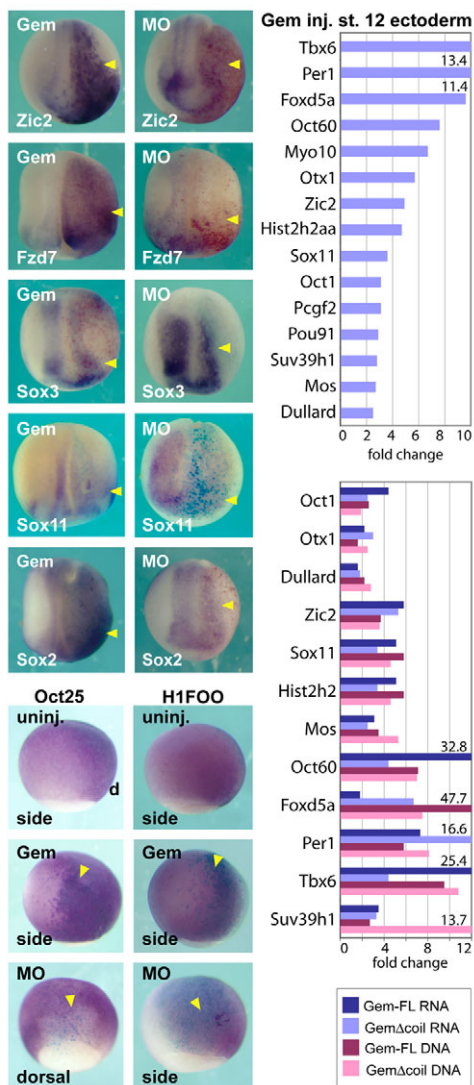 Gem
Zic2
MO
Zic2
Gem
Fzd7
MO
Fzd7
Gem
Sox3
MO
Sox3
Gem
Sox11
MO
Sox11
Gem
Sox2
MO
Sox2
Oct25
uninj.
d
side
H1FOO
uninj.
side
Gem
side
Gem
side
MO
dorsal
MO
side
Gem inj. st. 12 ectoderm
Tbx6
13.4
Per1
11.4
Foxd5a
Oct60
Myo10
Otx1
Zic2
Hist2h2aa
Sox11
Oct1
Pcgf2
Pou91
Suv39h1
Mos
Dullard
0 2 4 6 8 10
fold change
Oct1
Otx1
Dullard
Zic2
Sox11
Hist2h2
Mos
32.8
Oct60
47.7
Foxd5a
16.6
Per1
25.4
Tbx6
13.7
Suv39h1
0 4 8 12
fold change
Gem-FL RNA
GemΔcoil RNA
Gem-FL DNA
GemΔcoil DNA